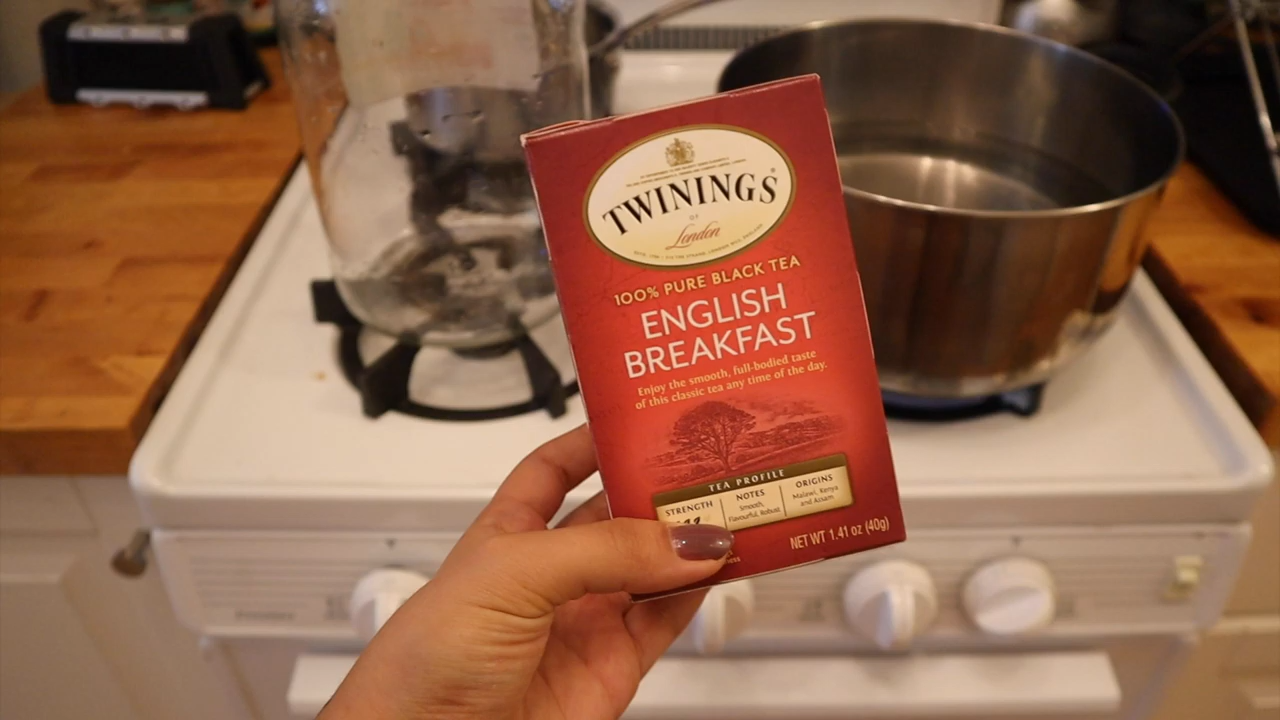 TWININGS®
OF
London
100% PURE BLACK TEA
ENGLISH
BREAKFAST
Enjoy the smooth, full-bodied taste
of this classic tea any time of the day.
TEA PROFILE
STRENGTH
NOTES
Smooth,
Flavourful, Robust
ORIGINS
Malawi, Kenya
and Assam
NET WT 1.41 oz (40g)